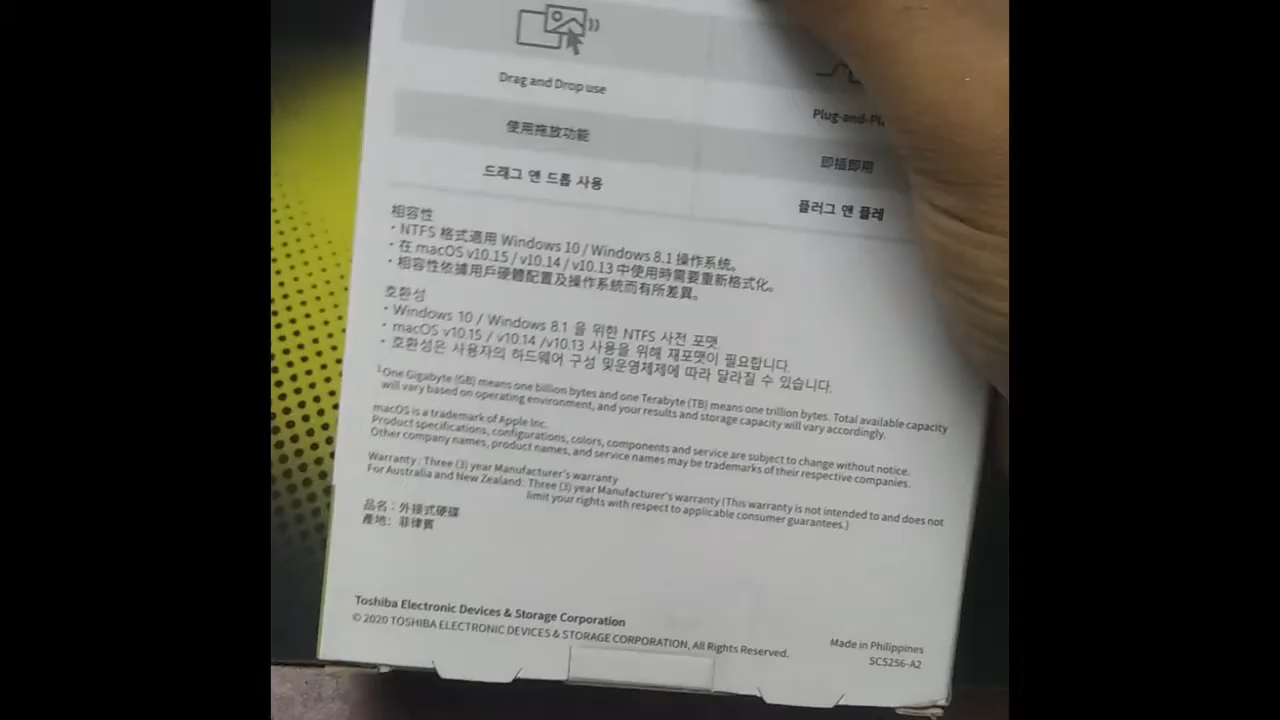 Drag and Drop use
Plug-and-Pl
使用拖放功能
即插即用
드래그 앤 드롭 사용
플러그 앤 플레
相容性
・NTFS 格式適用 Windows 10 / Windows 8.1 操作系統。
・在 macOS v10.15 / v10.14 / v10.13 中使用時需要重新格式化。
・相容性依據用戶硬體配置及操作系統而有所差異。
호환성
・Windows 10 / Windows 8.1 을 위한 NTFS 사전 포맷
・macOS v10.15 / v10.14 /v10.13 사용을 위해 재포맷이 필요합니다.
・호환성은 사용자의 하드웨어 구성 및운영체제에 따라 달라질 수 있습니다.
¹One Gigabyte (GB) means one billion bytes and one Terabyte (TB) means one trillion bytes. Total available capacity
will vary based on operating environment, and your results and storage capacity will vary accordingly.
macOS is a trademark of Apple Inc.
Product specifications, configurations, colors, components and service are subject to change without notice.
Other company names, product names, and service names may be trademarks of their respective companies.
Warranty : Three (3) year Manufacturer's warranty
For Australia and New Zealand: Three (3) year Manufacturer's warranty (This warranty is not intended to and does not
limit your rights with respect to applicable consumer guarantees.)
品名：外接式硬碟
產地：菲律賓
Toshiba Electronic Devices & Storage Corporation
© 2020 TOSHIBA ELECTRONIC DEVICES & STORAGE CORPORATION, All Rights Reserved.
Made in Philippines
SC5256-A2